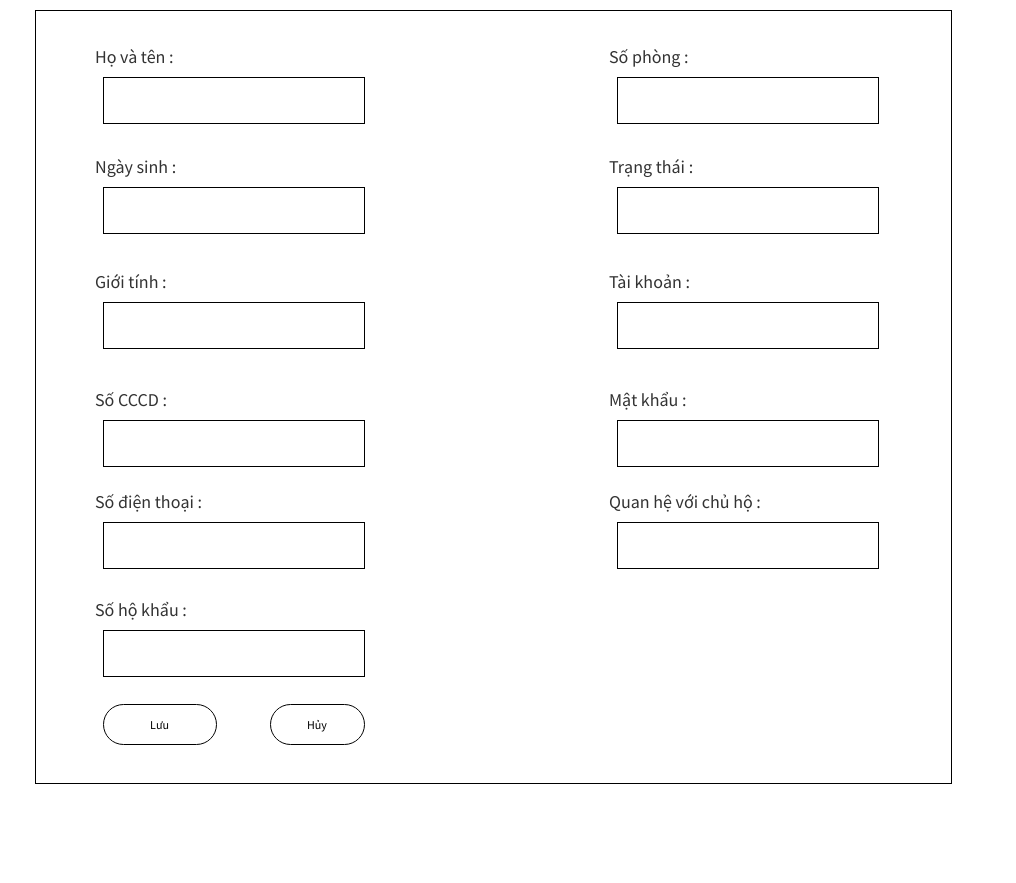 Họ và tên :
Số phòng :
Ngày sinh :
Trạng thái :
Giới tính :
Tài khoản :
Số CCCD :
Mật khẩu :
Số điện thoại :
Quan hệ với chủ hộ :
Số hộ khẩu :
Lưu
Hủy